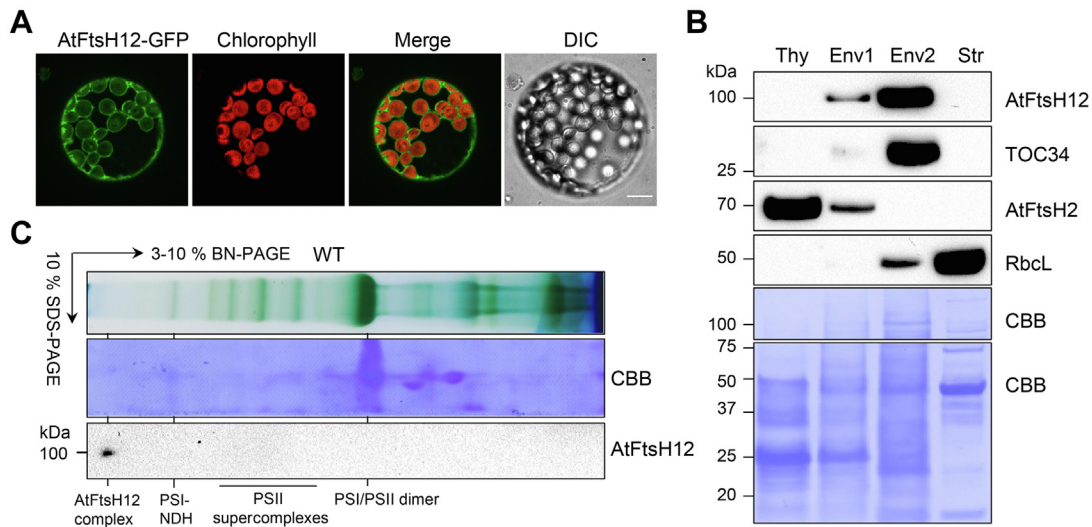 A
AtFtsH12-GFP Chlorophyll Merge DIC
B
Thy Env1 Env2 Str
kDa
100
AtFtsH12
25
TOC34
70
AtFtsH2
50
RbcL
100
CBB
75
50
37
25
20
CBB
C
3-10 % BN-PAGE WT
10 % SDS-PAGE
CBB
kDa
100
AtFtsH12
AtFtsH12
complex
PSI-
NDH
PSII
supercomplexes
PSI/PSII dimer